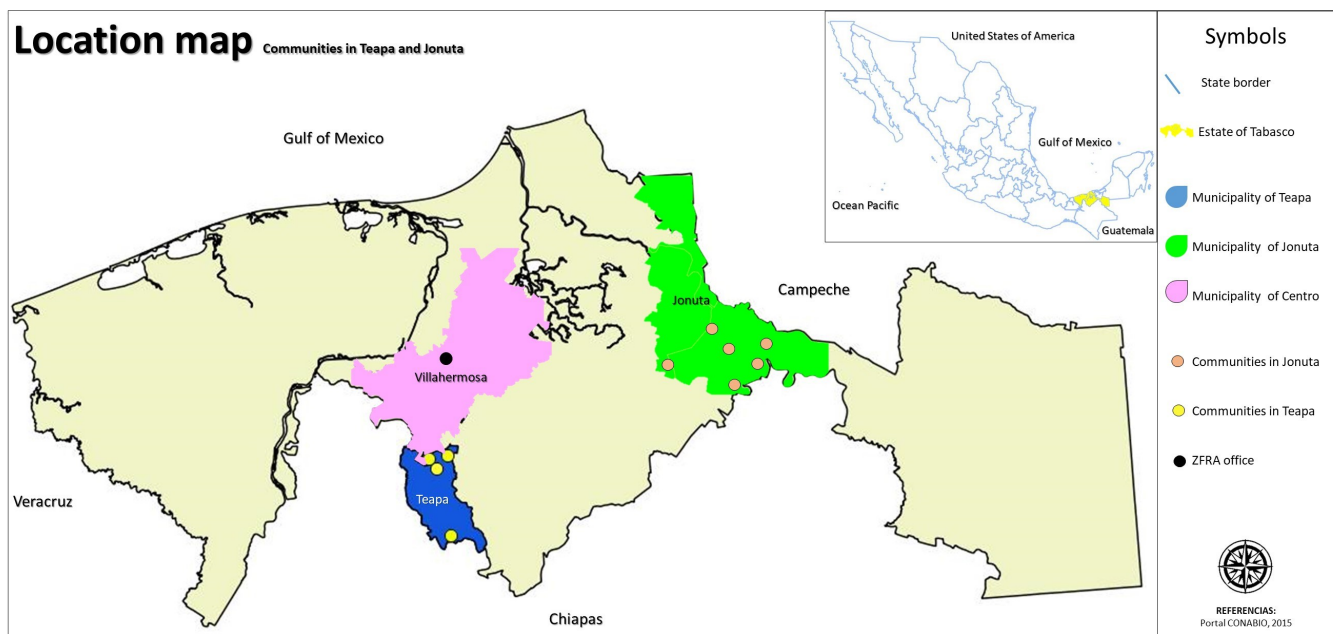 Location map Communities in Teapa and Jonuta
United States of America
Gulf of Mexico
Ocean Pacific
Guatemala
Gulf of Mexico
Jonuta
Campeche
Villahermosa
Teapa
Veracruz
Chiapas
Symbols
State border
Estate of Tabasco
Municipality of Teapa
Municipality of Jonuta
Municipality of Centro
Communities in Jonuta
Communities in Teapa
ZFRA office
REFERENCIAS:
Portal CONABIO, 2015